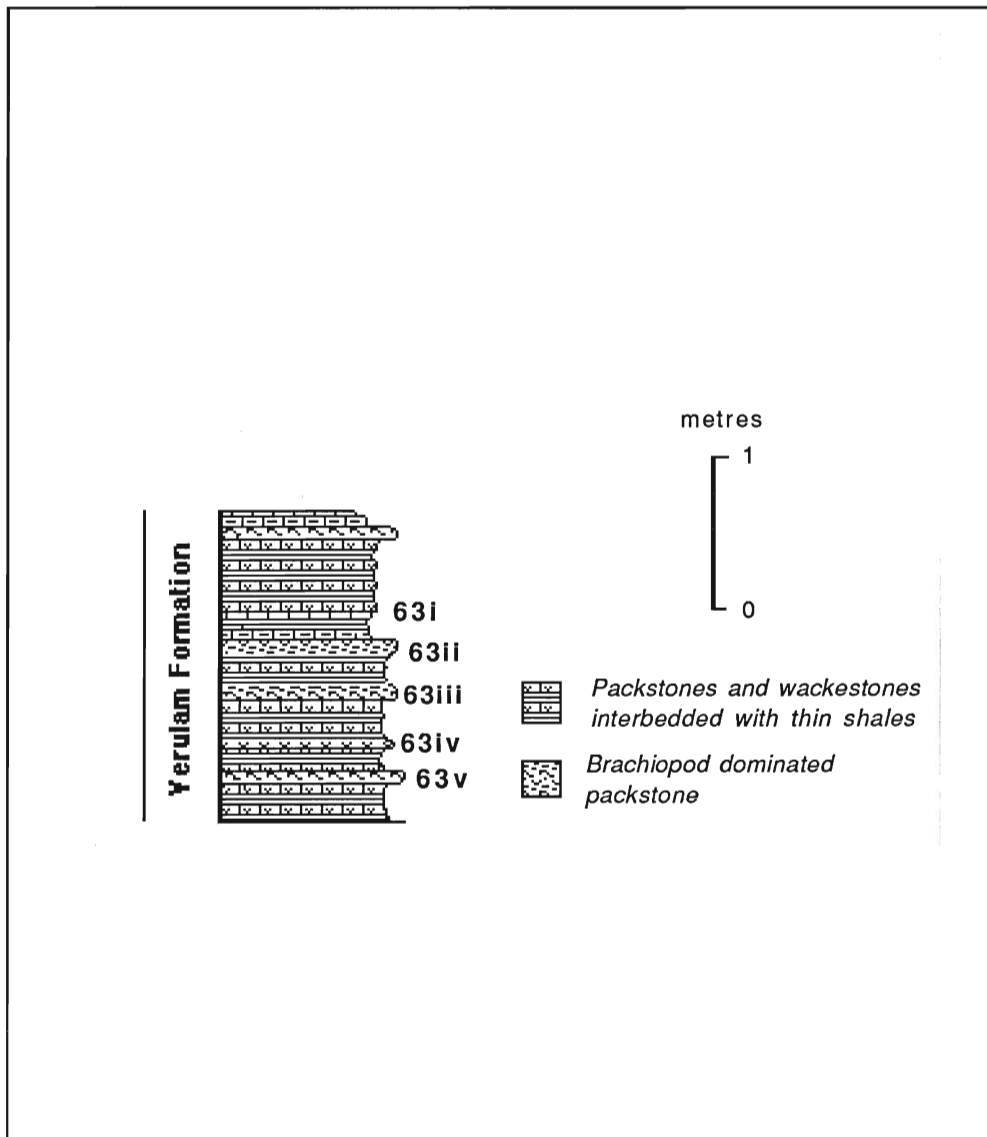 Verulam Formation
metres
1
0
63i
63ii
63iii
63iv
63v
Packstones and wackestones
interbedded with thin shales
Brachiopod dominated
packstone